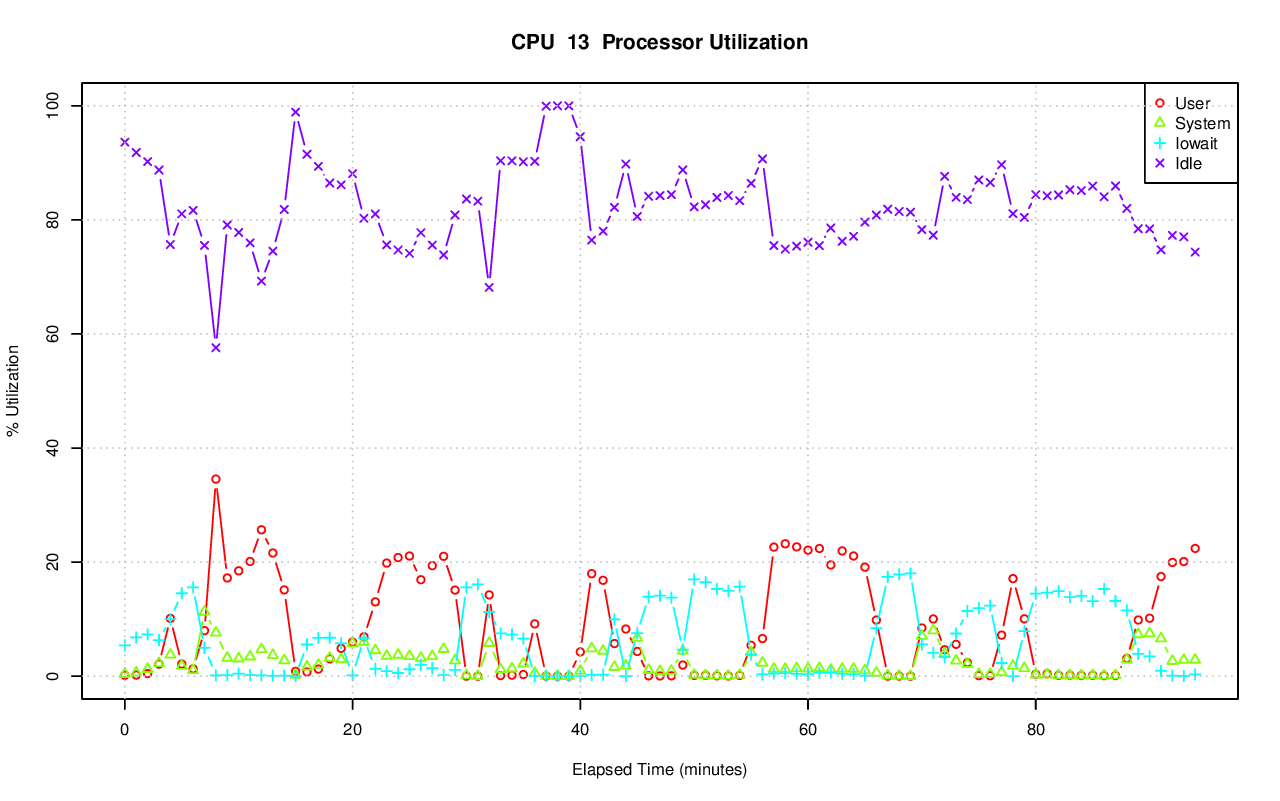 CPU  13  Processor Utilization
% Utilization
100
80
60
40
20
0
User
System
Iowait
Idle
0 20 40 60 80
Elapsed Time (minutes)